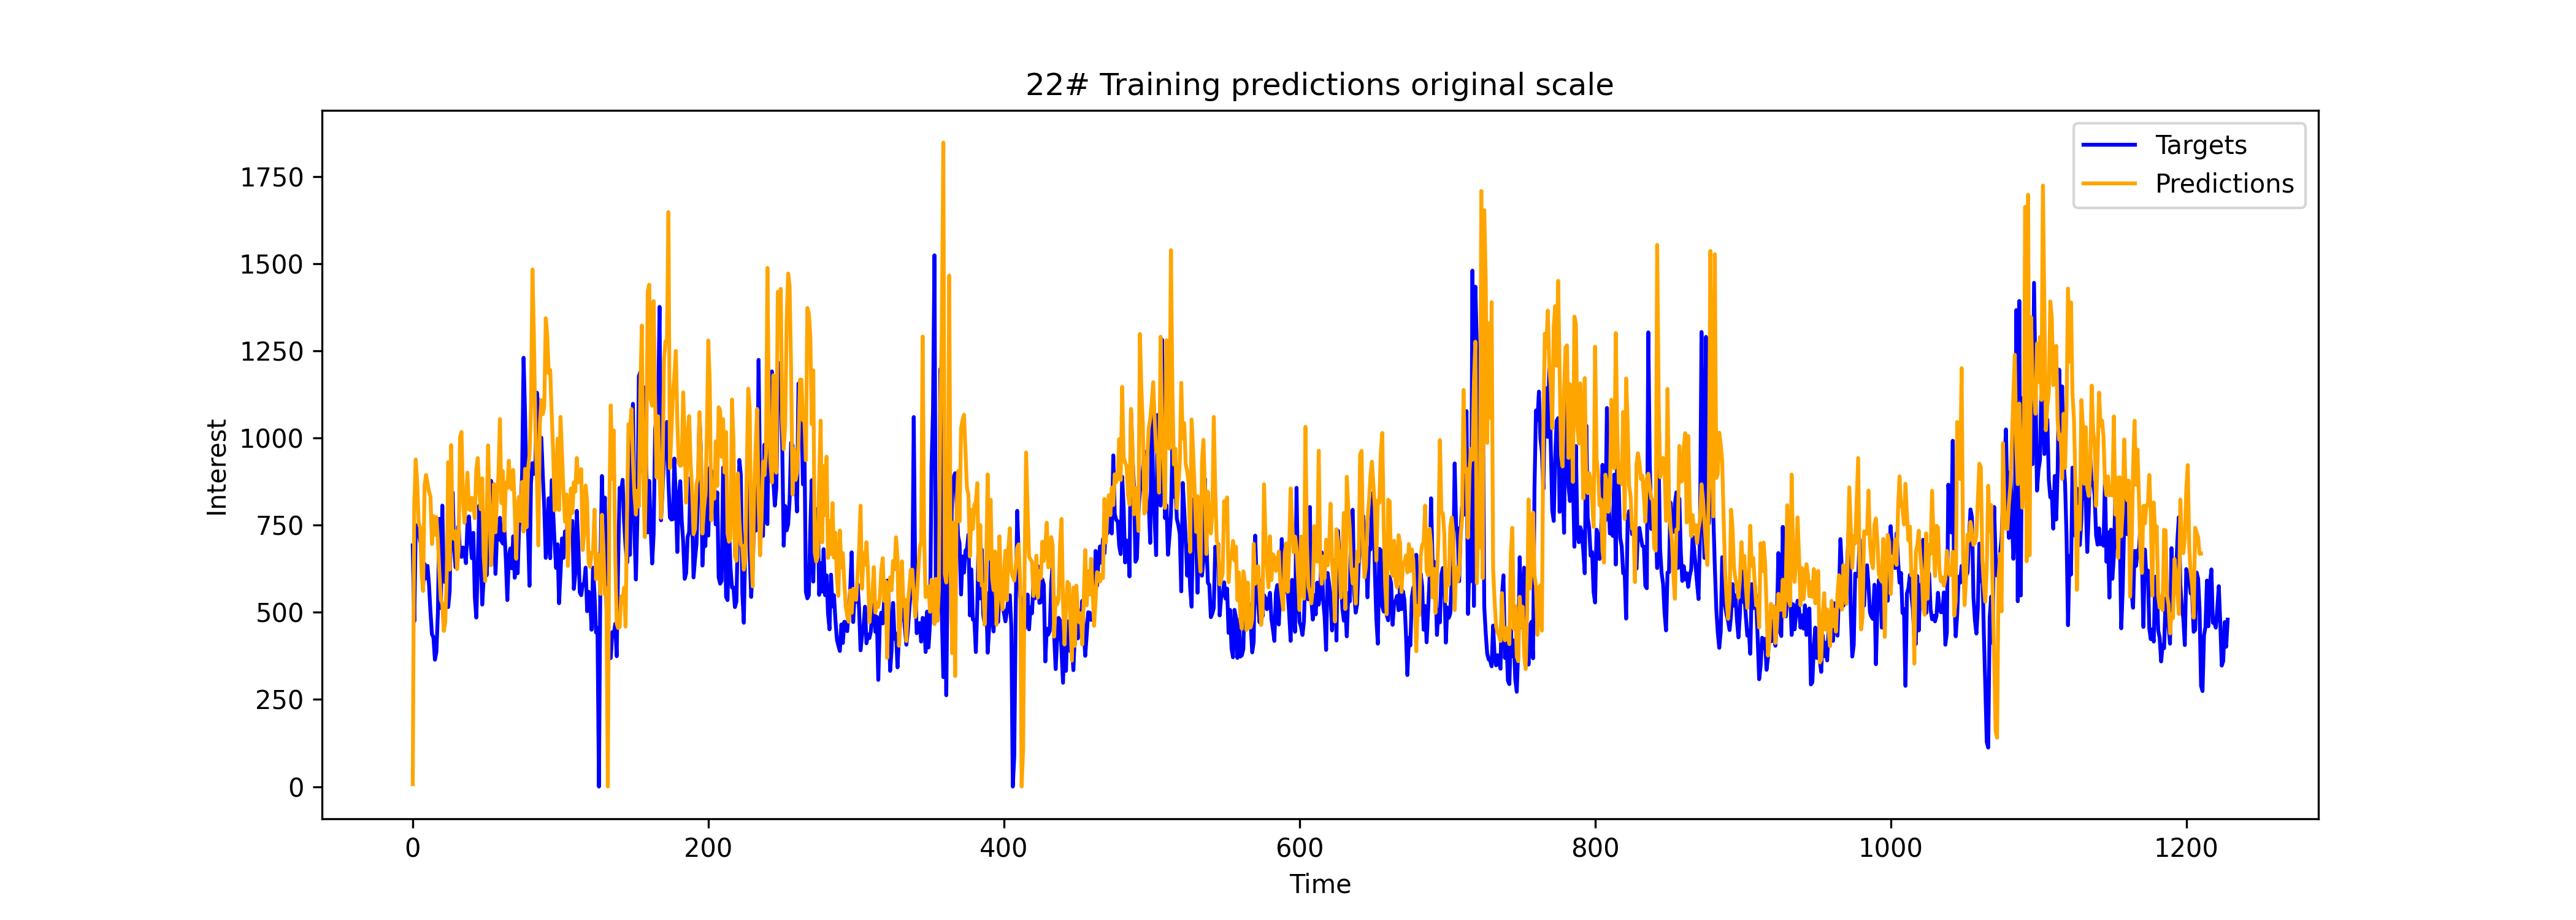 22# Training predictions original scale
Targets
Predictions
1750
1500
1250
1000
750
500
250
0
Interest
0 200 400 600 800 1000 1200
Time